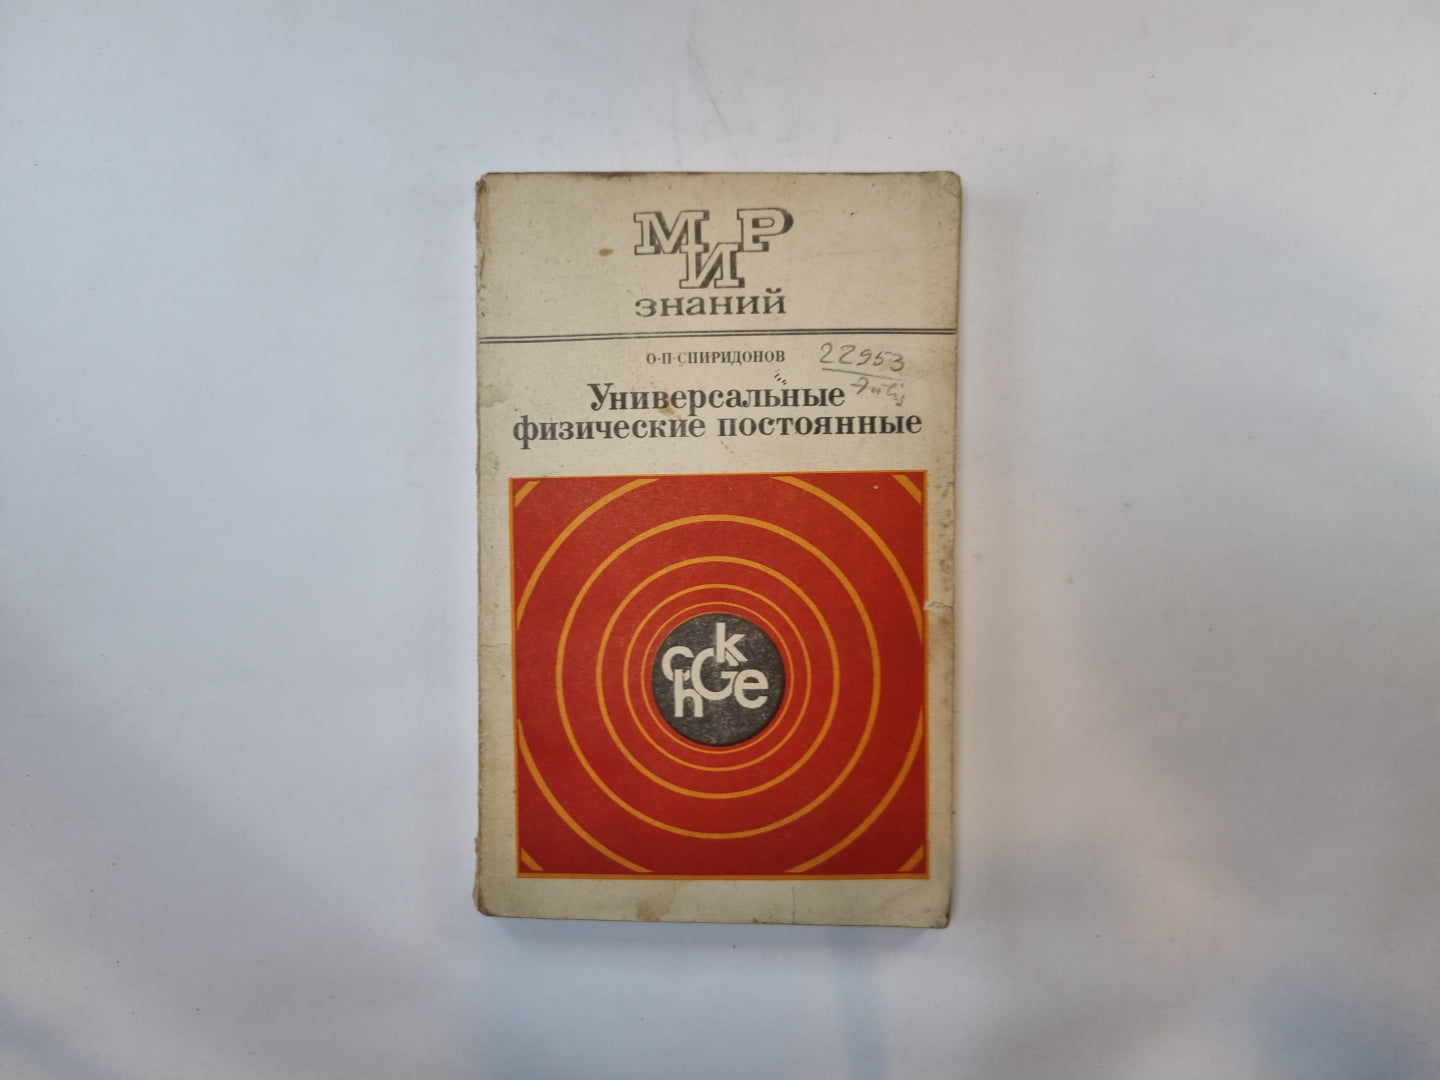 МИР
знаний
О·П·СПИРИДОНОВ
22953
Универсальные
физические постоянные
c h G k e